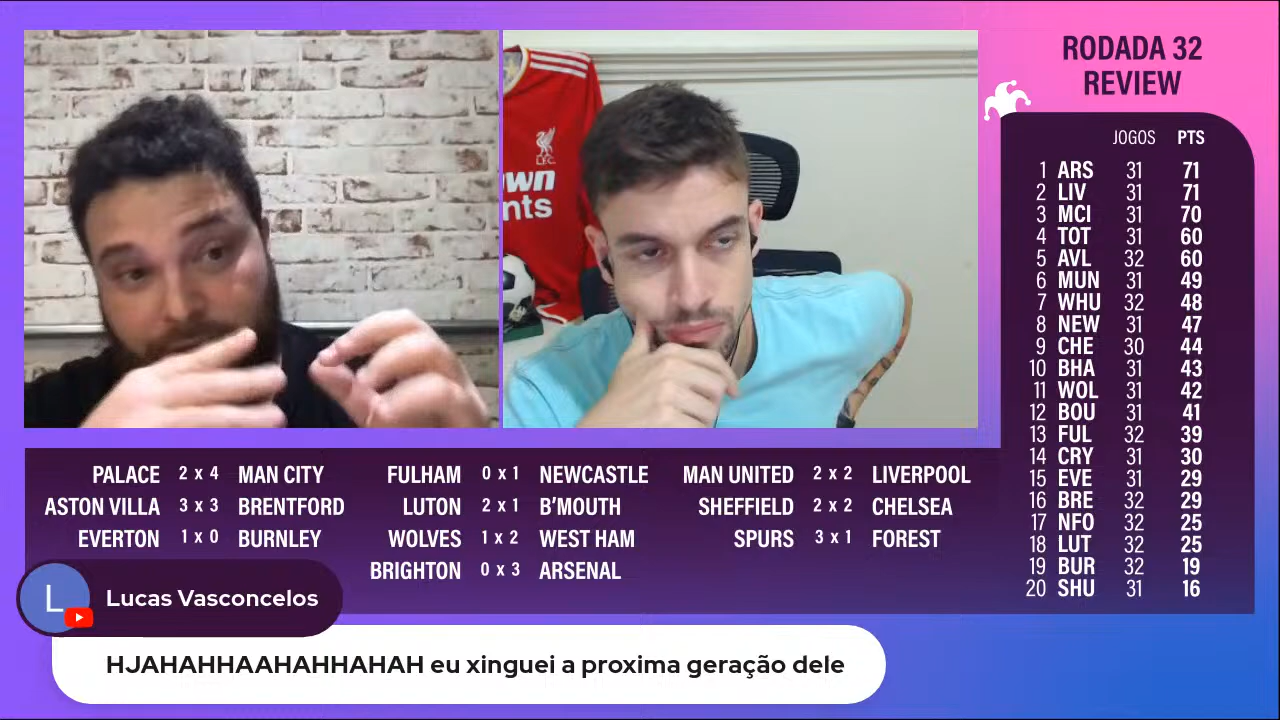 RODADA 32
REVIEW
L.F.C.
wn
nts
JOGOS PTS
1 ARS 31 71
2 LIV 31 71
3 MCI 31 70
4 TOT 31 60
5 AVL 32 60
6 MUN 31 49
7 WHU 32 48
8 NEW 31 47
9 CHE 30 44
10 BHA 31 43
11 WOL 31 42
12 BOU 31 41
13 FUL 32 39
14 CRY 31 30
15 EVE 31 29
16 BRE 32 29
17 NFO 32 25
18 LUT 32 25
19 BUR 32 19
20 SHU 31 16
PALACE 2 x 4 MAN CITY
ASTON VILLA 3 x 3 BRENTFORD
EVERTON 1 x 0 BURNLEY
FULHAM 0 x 1 NEWCASTLE
LUTON 2 x 1 B'MOUTH
WOLVES 1 x 2 WEST HAM
BRIGHTON 0 x 3 ARSENAL
MAN UNITED 2 x 2 LIVERPOOL
SHEFFIELD 2 x 2 CHELSEA
SPURS 3 x 1 FOREST
L
Lucas Vasconcelos
HJAHAHHAAHAHHAHAH eu xinguei a proxima geração dele